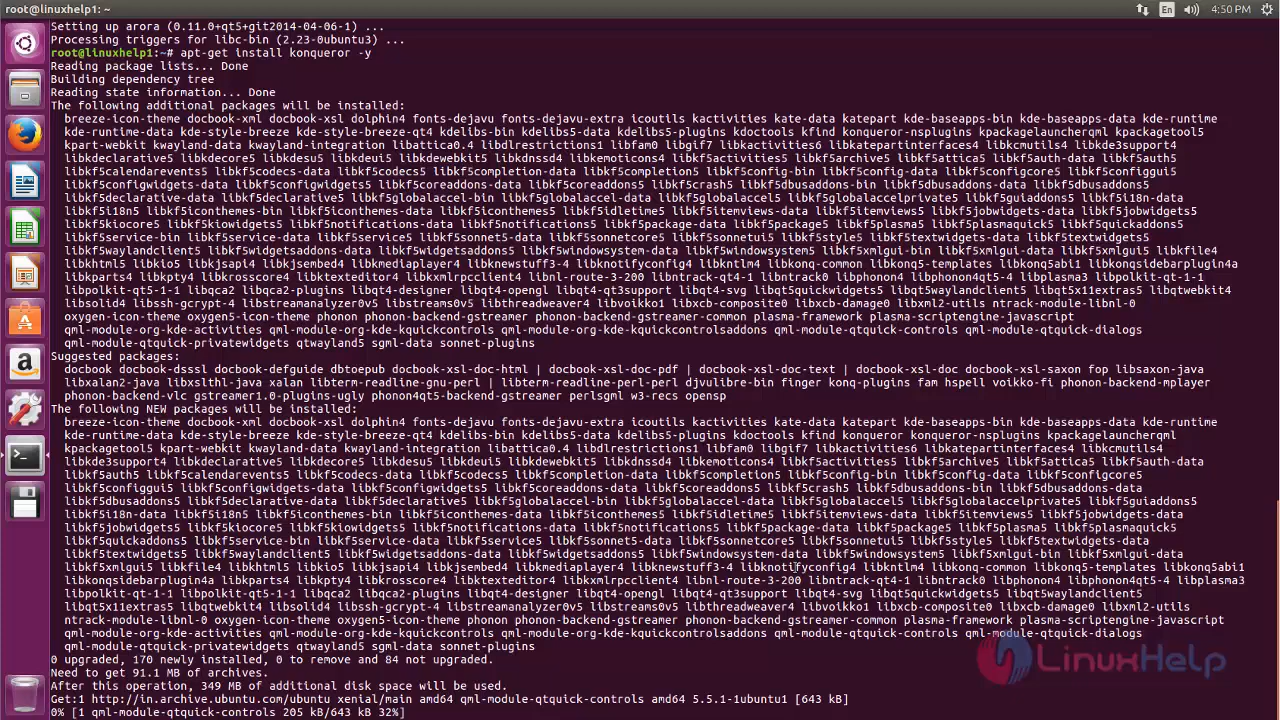 root@linuxhelp1: ~
En
4:50 PM
Setting up arora (0.11.0+qt5+git2014-04-06-1) ...
Processing triggers for libc-bin (2.23-0ubuntu3) ...
root@linuxhelp1:~# apt-get install konqueror -y
Reading package lists... Done
Building dependency tree
Reading state information... Done
The following additional packages will be installed:
breeze-icon-theme docbook-xml docbook-xsl dolphin4 fonts-dejavu fonts-dejavu-extra icoutils kactivities kate-data katepart kde-baseapps-bin kde-baseapps-data kde-runtime
kde-runtime-data kde-style-breeze kde-style-breeze-qt4 kdelibs-bin kdelibs5-data kdelibs5-plugins kdoctools kfind konqueror-nsplugins kpackagelauncherqml kpackagetool5
kpart-webkit kwayland-data kwayland-integration libattica0.4 libdlrestrictions1 libfam0 libgif7 libkactivities6 libkatepartinterfaces4 libkcmutils4 libkde3support4
libkdeclarative5 libkdecore5 libkdesu5 libkdeui5 libkdewebkit5 libkdnssd4 libkemoticons4 libkf5activities5 libkf5archive5 libkf5attica5 libkf5auth-data libkf5auth5
libkf5calendarevents5 libkf5codecs-data libkf5codecs5 libkf5completion-data libkf5completion5 libkf5config-bin libkf5config-data libkf5configcore5 libkf5configgui5
libkf5configwidgets-data libkf5configwidgets5 libkf5coreaddons-data libkf5coreaddons5 libkf5crash5 libkf5dbusaddons-bin libkf5dbusaddons-data libkf5dbusaddons5
libkf5declarative-data libkf5declarative5 libkf5globalaccel-bin libkf5globalaccel-data libkf5globalaccel5 libkf5globalaccelprivate5 libkf5guiaddons5 libkf5i18n-data
libkf5i18n5 libkf5iconthemes-bin libkf5iconthemes-data libkf5iconthemes5 libkf5idletime5 libkf5itemviews-data libkf5itemviews5 libkf5jobwidgets-data libkf5jobwidgets5
libkf5kiocore5 libkf5kiowidgets5 libkf5notifications-data libkf5notifications5 libkf5package-data libkf5package5 libkf5plasma5 libkf5plasmaquick5 libkf5quickaddons5
libkf5service-bin libkf5service-data libkf5service5 libkf5sonnet5-data libkf5sonnetcore5 libkf5sonnetui5 libkf5style5 libkf5textwidgets-data libkf5textwidgets5
libkf5waylandclient5 libkf5widgetsaddons-data libkf5widgetsaddons5 libkf5windowsystem-data libkf5windowsystem5 libkf5xmlgui-bin libkf5xmlgui-data libkf5xmlgui5 libkfile4
libkhtml5 libkio5 libkjsapi4 libkjsembed4 libkmediaplayer4 libknewstuff3-4 libknotifyconfig4 libkntlm4 libkonq-common libkonq5-templates libkonq5abi1 libkonqsidebarplugin4a
libkparts4 libkpty4 libkrosscore4 libktexteditor4 libkxmlrpcclient4 libnl-route-3-200 libntrack-qt4-1 libntrack0 libphonon4 libphonon4qt5-4 libplasma3 libpolkit-qt-1-1
libpolkit-qt5-1-1 libqca2 libqca2-plugins libqt4-designer libqt4-opengl libqt4-qt3support libqt4-svg libqt5quickwidgets5 libqt5waylandclient5 libqt5x11extras5 libqtwebkit4
libsolid4 libssh-gcrypt-4 libstreamanalyzer0v5 libstreams0v5 libthreadweaver4 libvoikko1 libxcb-composite0 libxcb-damage0 libxml2-utils ntrack-module-libnl-0
oxygen-icon-theme oxygen5-icon-theme phonon phonon-backend-gstreamer phonon-backend-gstreamer-common plasma-framework plasma-scriptengine-javascript
qml-module-org-kde-activities qml-module-org-kde-kquickcontrols qml-module-org-kde-kquickcontrolsaddons qml-module-qtquick-controls qml-module-qtquick-dialogs
qml-module-qtquick-privatewidgets qtwayland5 sgml-data sonnet-plugins
Suggested packages:
docbook docbook-dsssl docbook-defguide dbtoepub docbook-xsl-doc-html | docbook-xsl-doc-pdf | docbook-xsl-doc-text | docbook-xsl-doc docbook-xsl-saxon fop libsaxon-java
libxalan2-java libxslthl-java xalan libterm-readline-gnu-perl | libterm-readline-perl-perl djvulibre-bin finger konq-plugins fam hspell voikko-fi phonon-backend-mplayer
phonon-backend-vlc gstreamer1.0-plugins-ugly phonon4qt5-backend-gstreamer perlsgml w3-recs opensp
The following NEW packages will be installed:
breeze-icon-theme docbook-xml docbook-xsl dolphin4 fonts-dejavu fonts-dejavu-extra icoutils kactivities kate-data katepart kde-baseapps-bin kde-baseapps-data kde-runtime
kde-runtime-data kde-style-breeze kde-style-breeze-qt4 kdelibs-bin kdelibs5-data kdelibs5-plugins kdoctools kfind konqueror konqueror-nsplugins kpackagelauncherqml
kpackagetool5 kpart-webkit kwayland-data kwayland-integration libattica0.4 libdlrestrictions1 libfam0 libgif7 libkactivities6 libkatepartinterfaces4 libkcmutils4
libkde3support4 libkdeclarative5 libkdecore5 libkdesu5 libkdeui5 libkdewebkit5 libkdnssd4 libkemoticons4 libkf5activities5 libkf5archive5 libkf5attica5 libkf5auth-data
libkf5auth5 libkf5calendarevents5 libkf5codecs-data libkf5codecs5 libkf5completion-data libkf5completion5 libkf5config-bin libkf5config-data libkf5configcore5
libkf5configgui5 libkf5configwidgets-data libkf5configwidgets5 libkf5coreaddons-data libkf5coreaddons5 libkf5crash5 libkf5dbusaddons-bin libkf5dbusaddons-data
libkf5dbusaddons5 libkf5declarative-data libkf5declarative5 libkf5globalaccel-bin libkf5globalaccel-data libkf5globalaccel5 libkf5globalaccelprivate5 libkf5guiaddons5
libkf5i18n-data libkf5i18n5 libkf5iconthemes-bin libkf5iconthemes-data libkf5iconthemes5 libkf5idletime5 libkf5itemviews-data libkf5itemviews5 libkf5jobwidgets-data
libkf5jobwidgets5 libkf5kiocore5 libkf5kiowidgets5 libkf5notifications-data libkf5notifications5 libkf5package-data libkf5package5 libkf5plasma5 libkf5plasmaquick5
libkf5quickaddons5 libkf5service-bin libkf5service-data libkf5service5 libkf5sonnet5-data libkf5sonnetcore5 libkf5sonnetui5 libkf5style5 libkf5textwidgets-data
libkf5textwidgets5 libkf5waylandclient5 libkf5widgetsaddons-data libkf5widgetsaddons5 libkf5windowsystem-data libkf5windowsystem5 libkf5xmlgui-bin libkf5xmlgui-data
libkf5xmlgui5 libkfile4 libkhtml5 libkio5 libkjsapi4 libkjsembed4 libkmediaplayer4 libknewstuff3-4 libknotifyconfig4 libkntlm4 libkonq-common libkonq5-templates libkonq5abi1
libkonqsidebarplugin4a libkparts4 libkpty4 libkrosscore4 libktexteditor4 libkxmlrpcclient4 libnl-route-3-200 libntrack-qt4-1 libntrack0 libphonon4 libphonon4qt5-4 libplasma3
libpolkit-qt-1-1 libpolkit-qt5-1-1 libqca2 libqca2-plugins libqt4-designer libqt4-opengl libqt4-qt3support libqt4-svg libqt5quickwidgets5 libqt5waylandclient5
libqt5x11extras5 libqtwebkit4 libsolid4 libssh-gcrypt-4 libstreamanalyzer0v5 libstreams0v5 libthreadweaver4 libvoikko1 libxcb-composite0 libxcb-damage0 libxml2-utils
ntrack-module-libnl-0 oxygen-icon-theme oxygen5-icon-theme phonon phonon-backend-gstreamer phonon-backend-gstreamer-common plasma-framework plasma-scriptengine-javascript
qml-module-org-kde-activities qml-module-org-kde-kquickcontrols qml-module-org-kde-kquickcontrolsaddons qml-module-qtquick-controls qml-module-qtquick-dialogs
qml-module-qtquick-privatewidgets qtwayland5 sgml-data sonnet-plugins
0 upgraded, 170 newly installed, 0 to remove and 84 not upgraded.
Need to get 91.1 MB of archives.
After this operation, 349 MB of additional disk space will be used.
Get:1 http://in.archive.ubuntu.com/ubuntu xenial/main amd64 qml-module-qtquick-controls amd64 5.5.1-1ubuntu1 [643 kB]
0% [1 qml-module-qtquick-controls 205 kB/643 kB 32%]
LinuxHelp